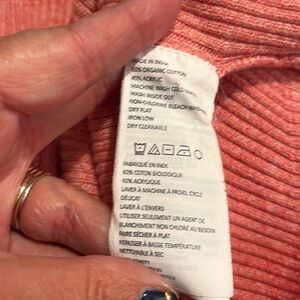 MADE IN INDIA
60% ORGANIC COTTON
40% ACRYLIC
MACHINE WASH COLD
WASH INSIDE OUT
NON-CHLORINE BLEACH
DRY FLAT
IRON LOW
DRY CLEANABLE
FABRIQUÉ EN INDE
60% COTON BIOLOGIQUE
40% ACRYLIQUE
LAVER À MACHINE À FROID, CYCLE
DÉLICAT
LAVER À L'ENVERS
UTILISER SEULEMENT UN AGENT DE
BLANCHIMENT NON CHLORÉ AU BESOIN
FAIRE SÉCHER À PLAT
REPASSER À BASSE TEMPÉRATURE
NETTOYABLE À SEC